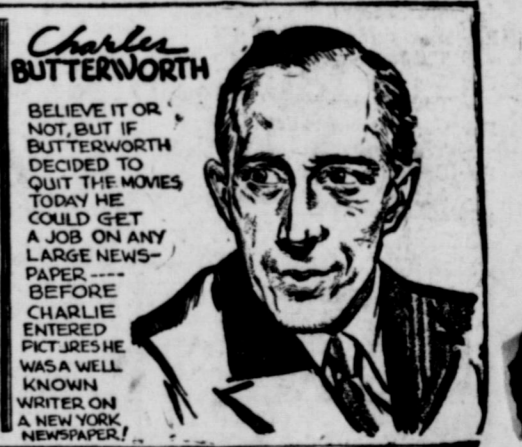 Charles
BUTTERWORTH
BELIEVE IT OR
NOT, BUT IF
BUTTERWORTH
DECIDED TO
QUIT THE MOVIES,
TODAY HE
COULD GET
A JOB ON ANY
LARGE NEWS-
PAPER ----
BEFORE
CHARLIE
ENTERED
PICTURES HE
WAS A WELL
KNOWN
WRITER ON
A NEW YORK
NEWSPAPER!